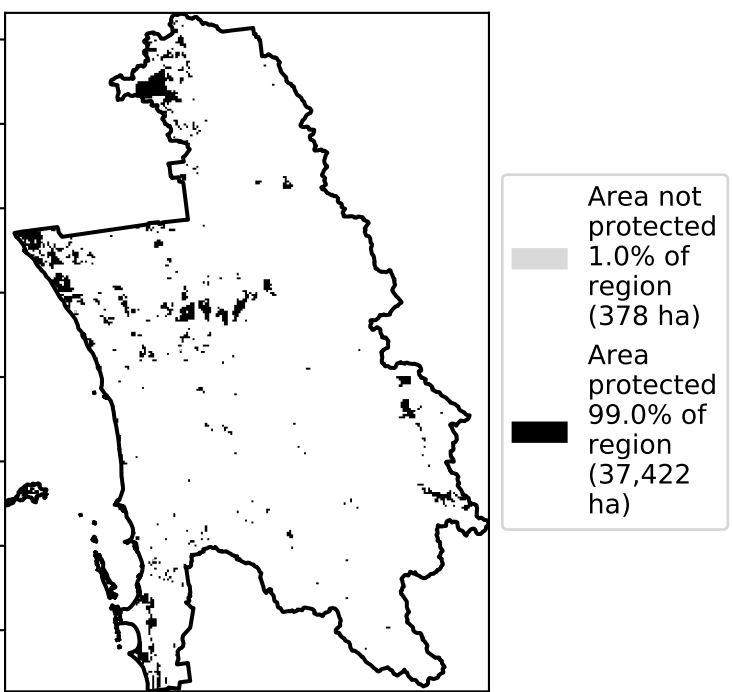 Area not
protected
1.0% of
region
(378 ha)
Area
protected
99.0% of
region
(37,422
ha)